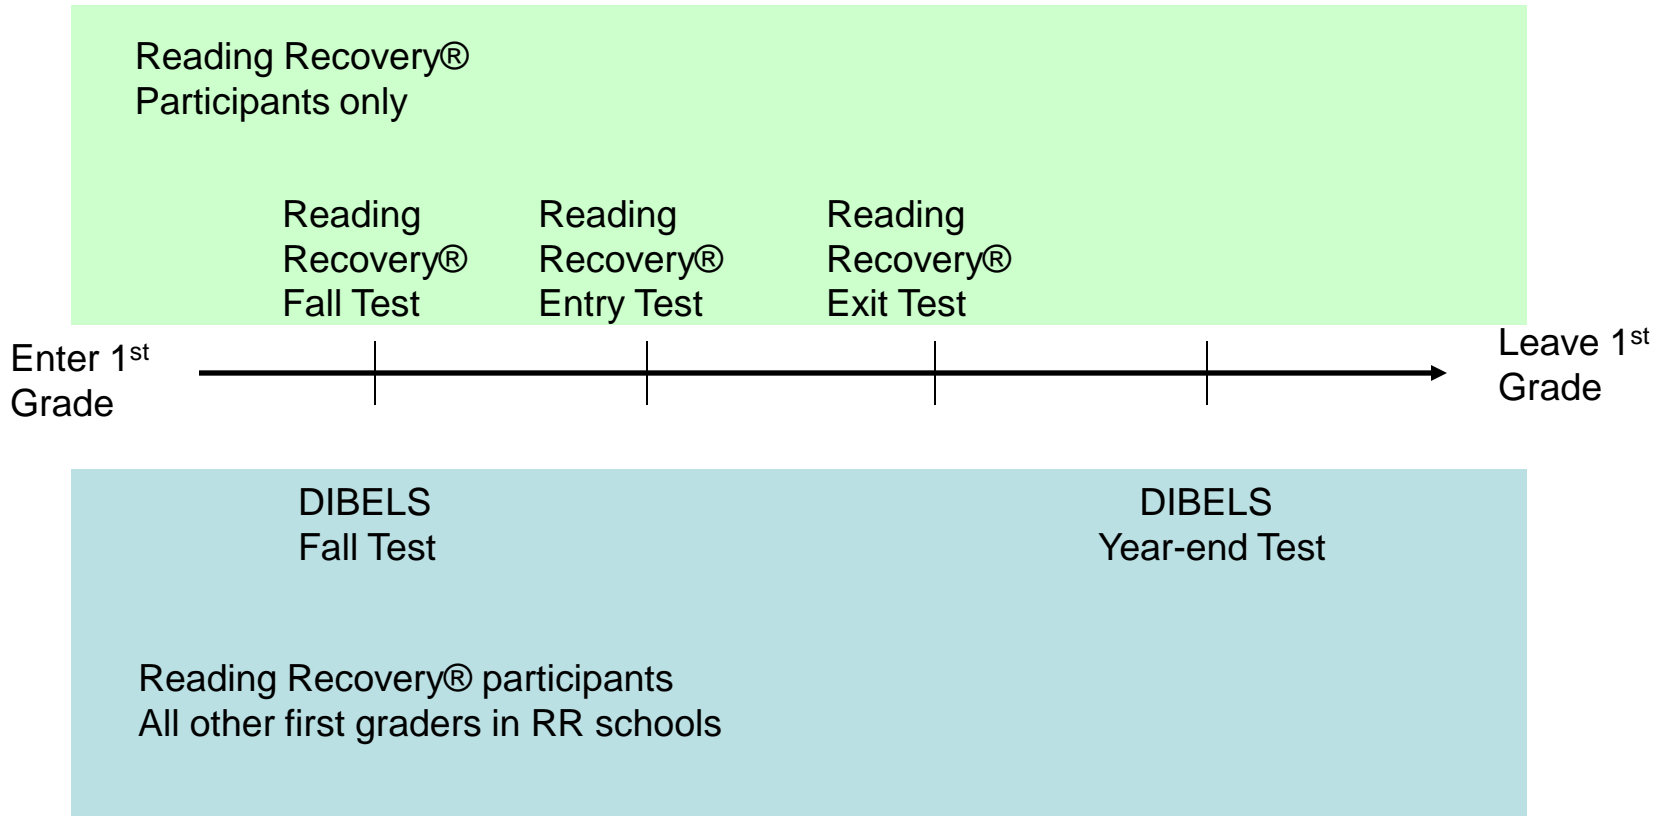 Reading Recovery®
Participants only
Reading
Recovery®
Fall Test
Reading
Recovery®
Entry Test
Reading
Recovery®
Exit Test
Enter 1st
Grade
Leave 1st
Grade
DIBELS
Fall Test
DIBELS
Year-end Test
Reading Recovery® participants
All other first graders in RR schools